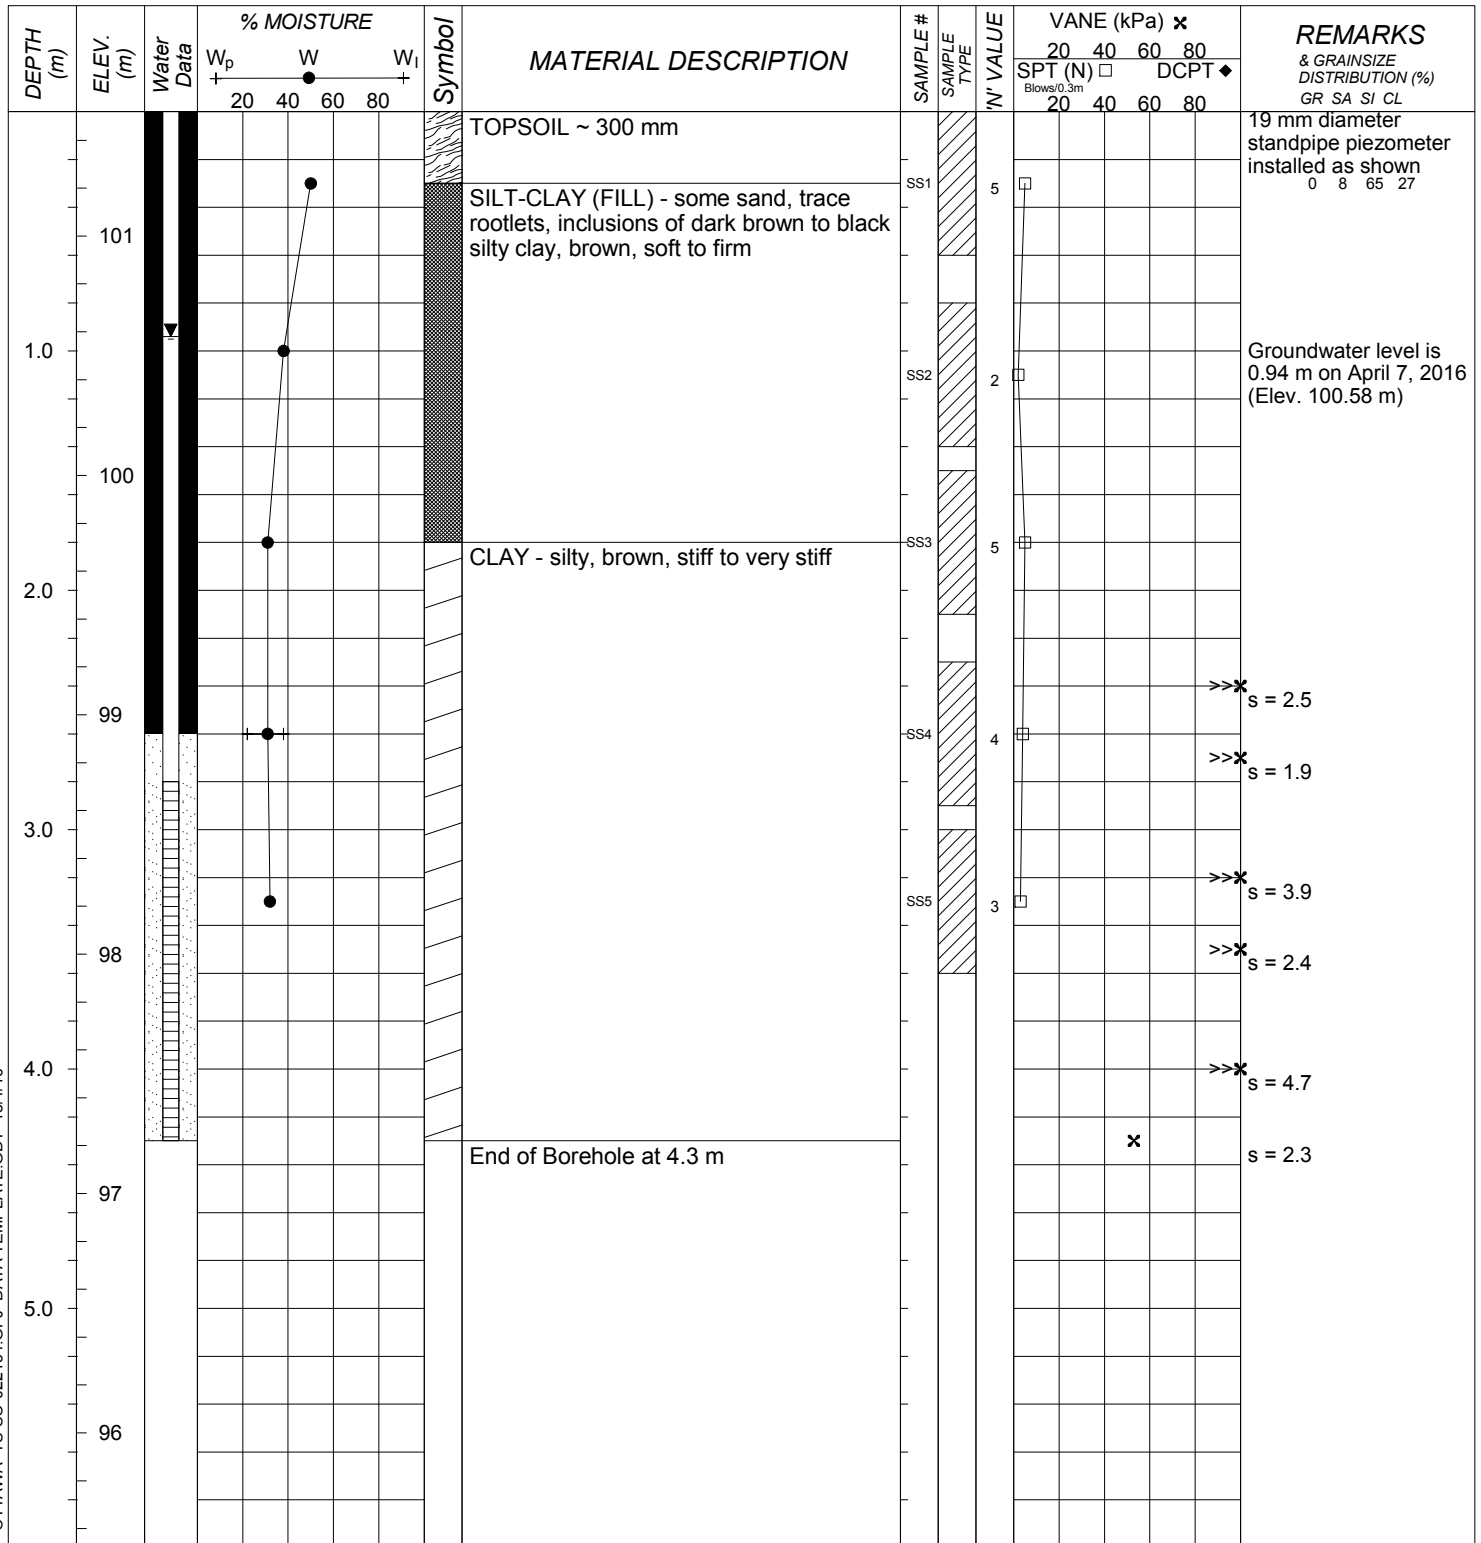 DEPTH (m)
ELEV. (m)
Water Data
% MOISTURE
Wp W Wl
20 40 60 80
Symbol
MATERIAL DESCRIPTION
SAMPLE #
SAMPLE TYPE
'N' VALUE
VANE (kPa)
20 40 60 80
SPT (N) DCPT
Blows/0.3m
20 40 60 80
REMARKS
& GRAINSIZE
DISTRIBUTION (%)
GR SA SI CL
TOPSOIL ~ 300 mm
19 mm diameter
standpipe piezometer
installed as shown
SS1 5 0 8 65 27
SILT-CLAY (FILL) - some sand, trace
rootlets, inclusions of dark brown to black
silty clay, brown, soft to firm
101
1.0
Groundwater level is
0.94 m on April 7, 2016
(Elev. 100.58 m)
SS2 2
100
SS3 5
CLAY - silty, brown, stiff to very stiff
2.0
>> s = 2.5
99
SS4 4
>> s = 1.9
3.0
>> s = 3.9
SS5 3
98
>> s = 2.4
4.0
>> s = 4.7
End of Borehole at 4.3 m
s = 2.3
97
5.0
96